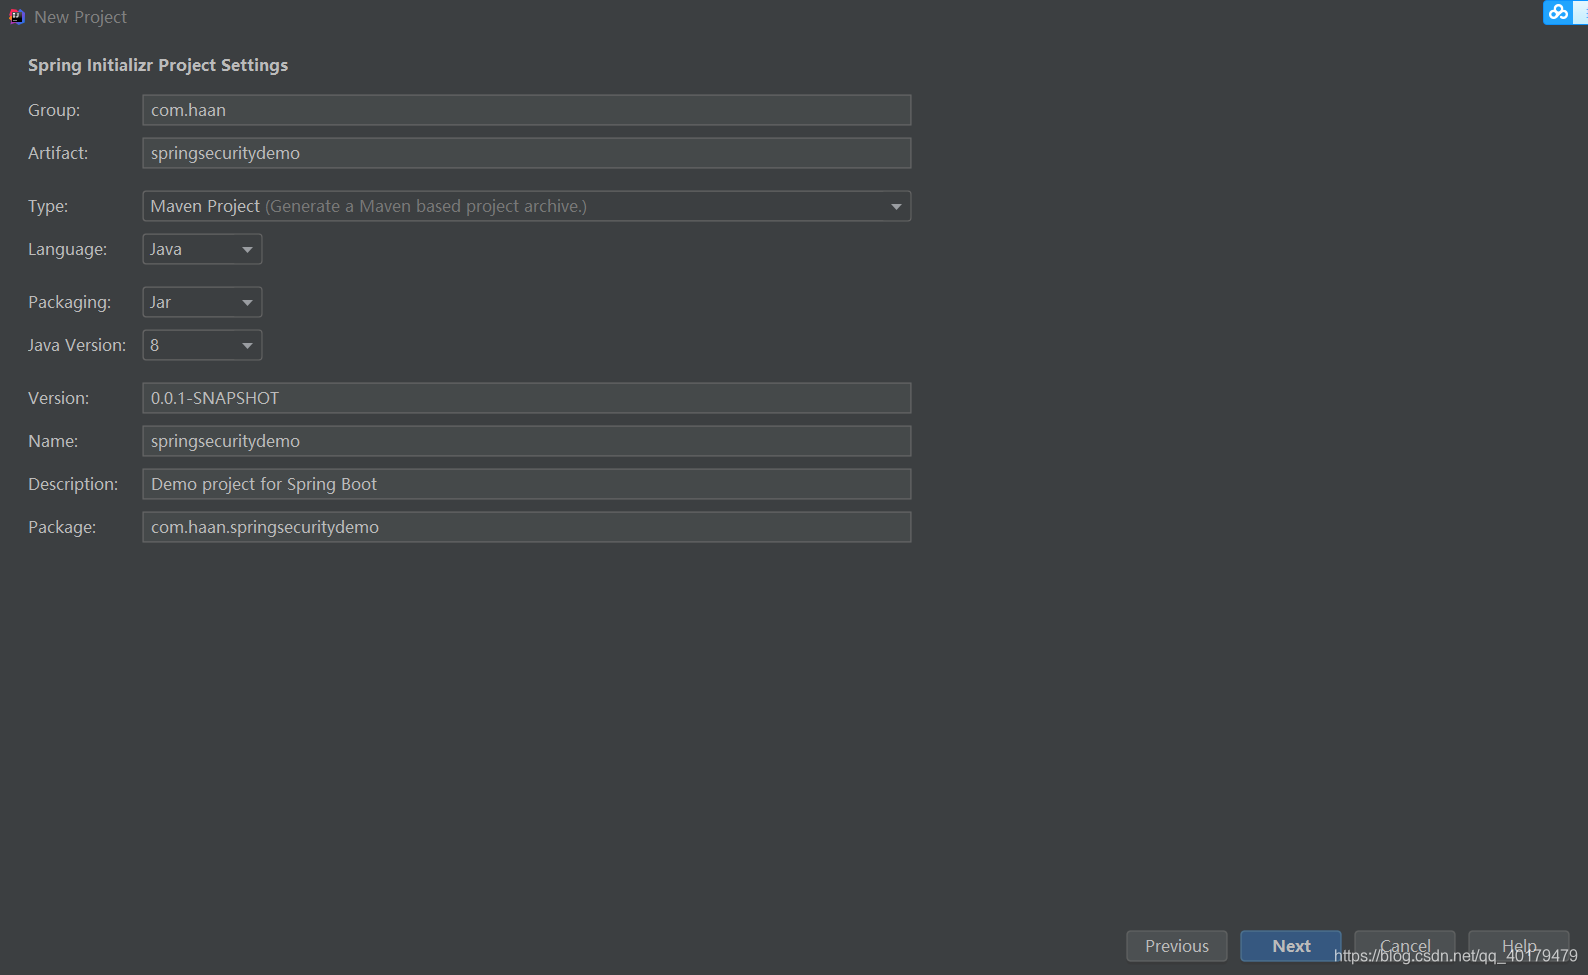 New Project
Spring Initializr Project Settings
Group: com.haan
Artifact: springsecuritydemo
Type: Maven Project (Generate a Maven based project archive.)
Language: Java
Packaging: Jar
Java Version: 8
Version: 0.0.1-SNAPSHOT
Name: springsecuritydemo
Description: Demo project for Spring Boot
Package: com.haan.springsecuritydemo
Previous Next Cancel Help
https://blog.csdn.net/qq_40179479